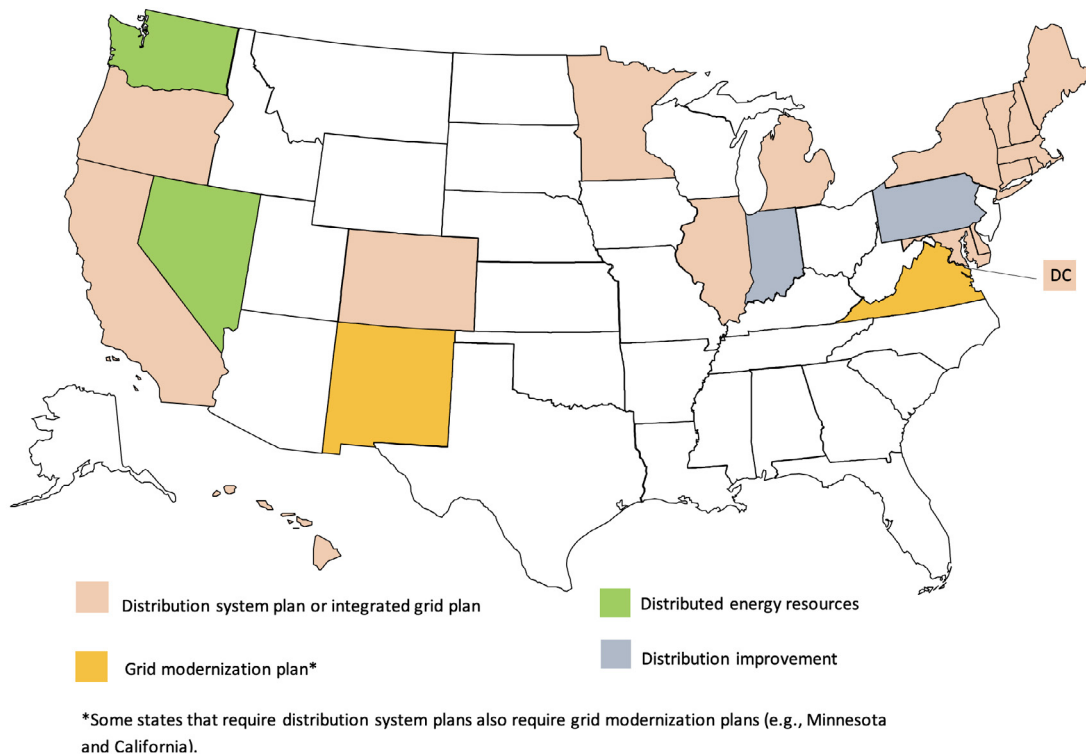 DC
Distribution system plan or integrated grid plan
Distributed energy resources
Grid modernization plan*
Distribution improvement
*Some states that require distribution system plans also require grid modernization plans (e.g., Minnesota
and California).